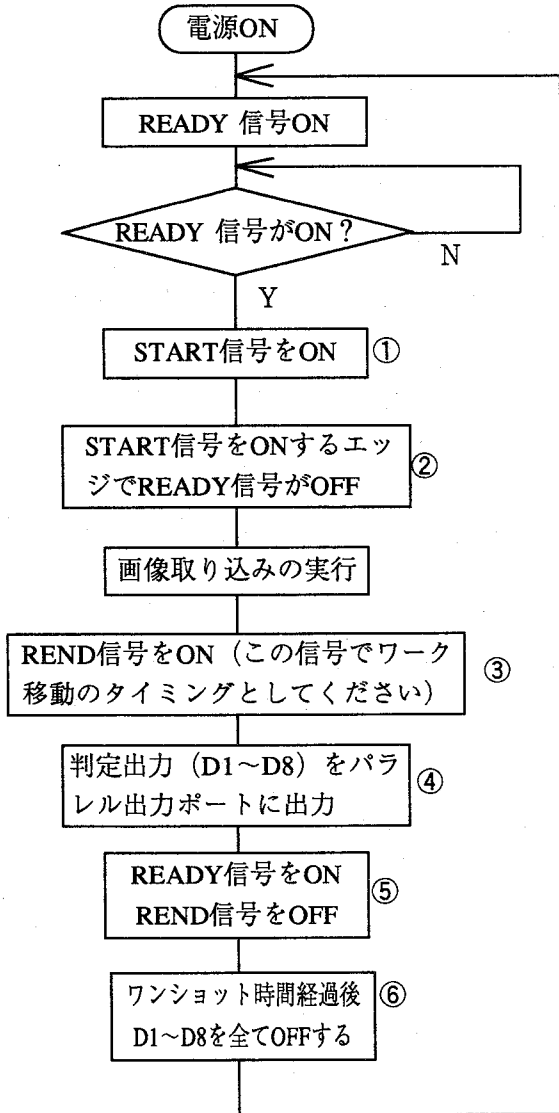 電源ON
READY 信号ON
READY 信号がON？
N
Y
START信号をON ①
START信号をONするエッ
ジでREADY信号がOFF ②
画像取り込みの実行
REND信号をON（この信号でワーク
移動のタイミングとしてください） ③
判定出力（D1～D8）をパラ
レル出力ポートに出力 ④
READY信号をON
REND信号をOFF ⑤
ワンショット時間経過後 ⑥
D1～D8を全てOFFする